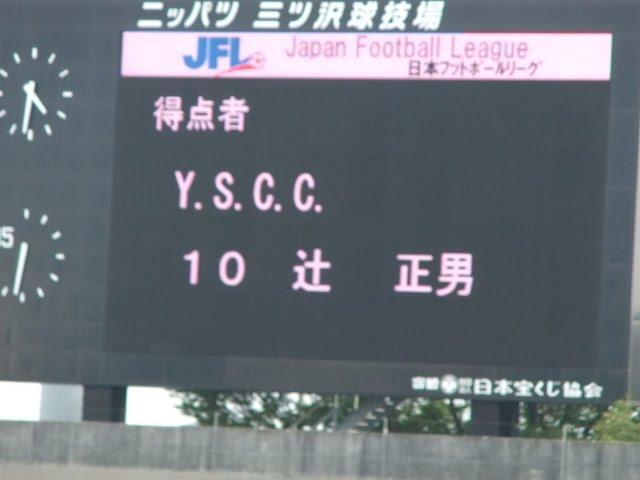 ニッパツ 三ツ沢球技場
JFL Japan Football League
日本フットボールリーグ
得点者
Y.S.C.C.
10 辻 正男
15
日本宝くじ協会